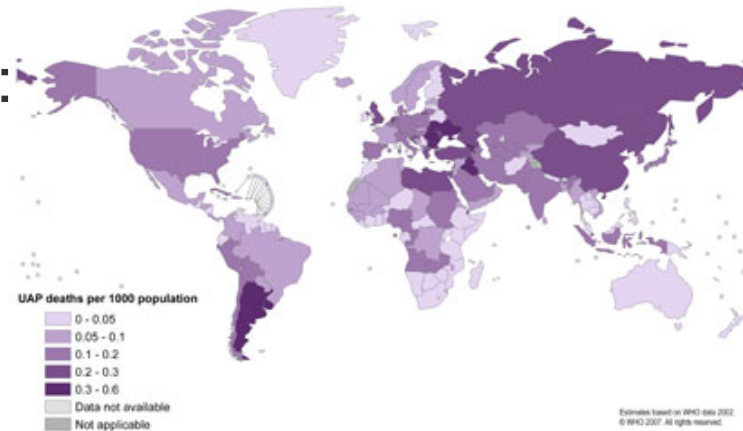 UAP deaths per 1000 population
0 - 0.05
0.05 - 0.1
0.1 - 0.2
0.2 - 0.3
0.3 - 0.6
Data not available
Not applicable
Estimates based on WHO data 2002.
© WHO 2007. All rights reserved.